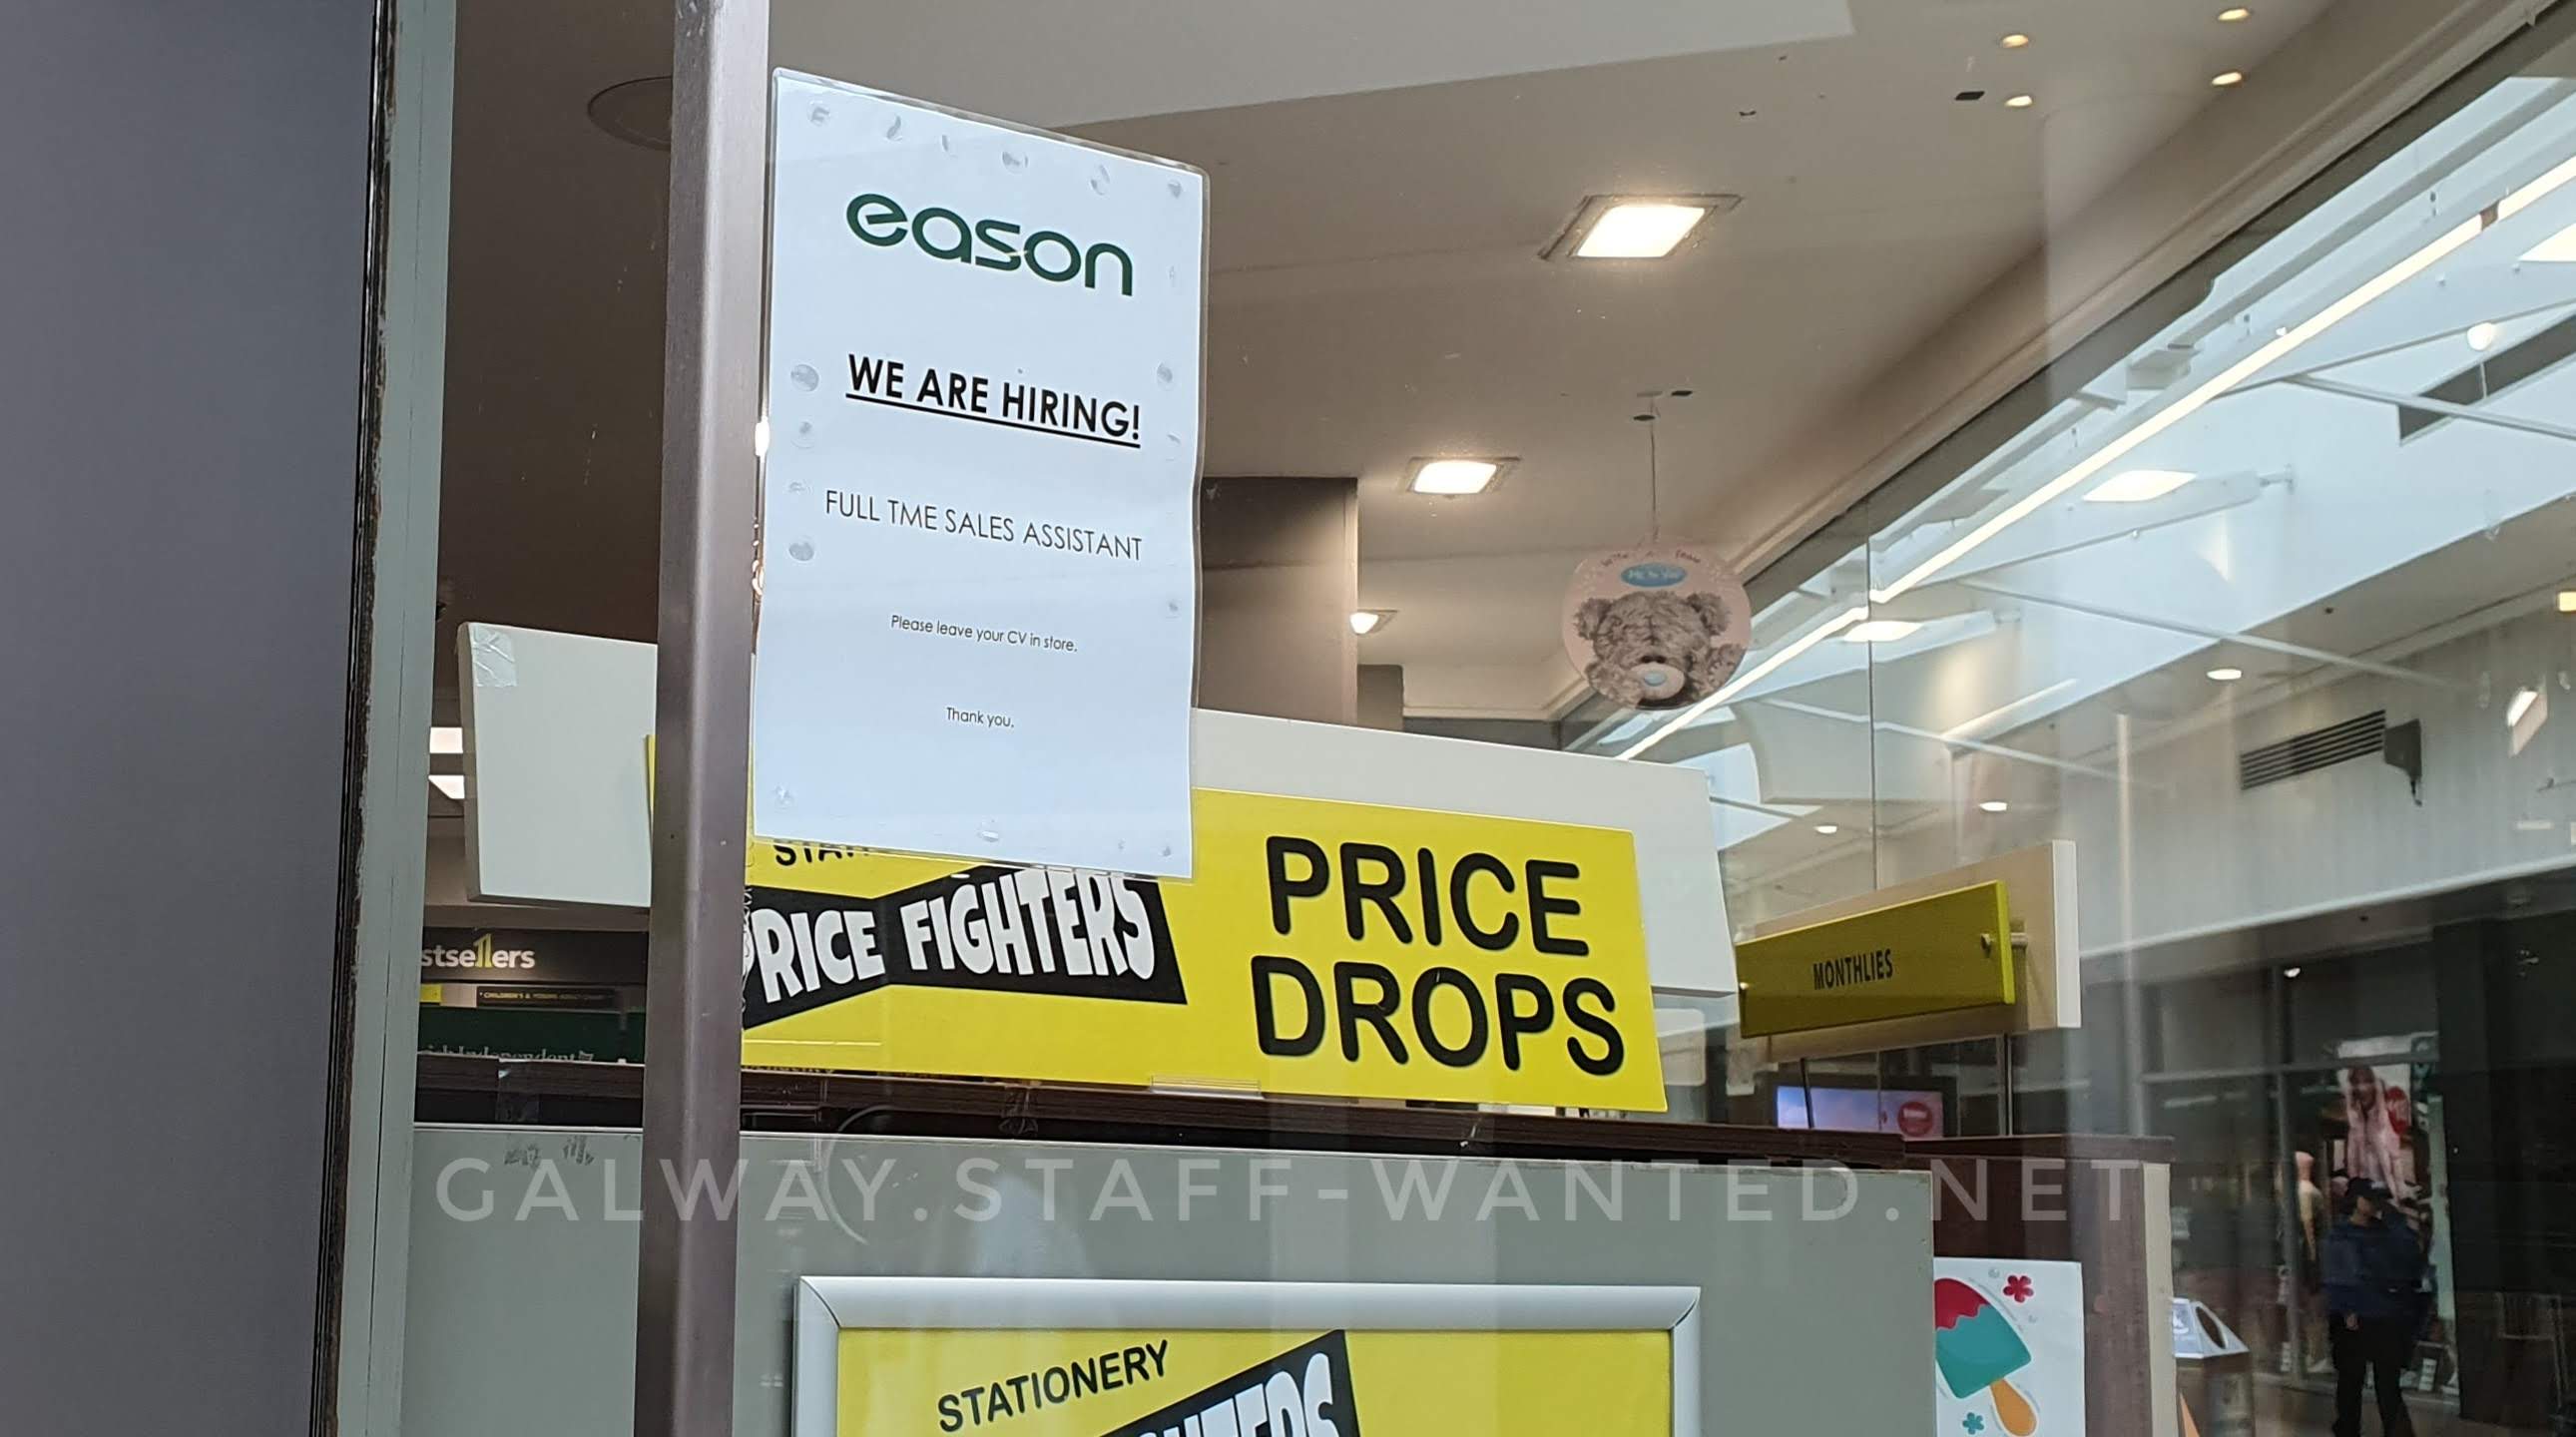 eason
WE ARE HIRING!
FULL TME SALES ASSISTANT
Please leave your CV in store.
Thank you.
RICE FIGHTERS
PRICE
DROPS
stsellers
MONTHLIES
GALWAY.STAFF-WANTED.NET
STATIONERY